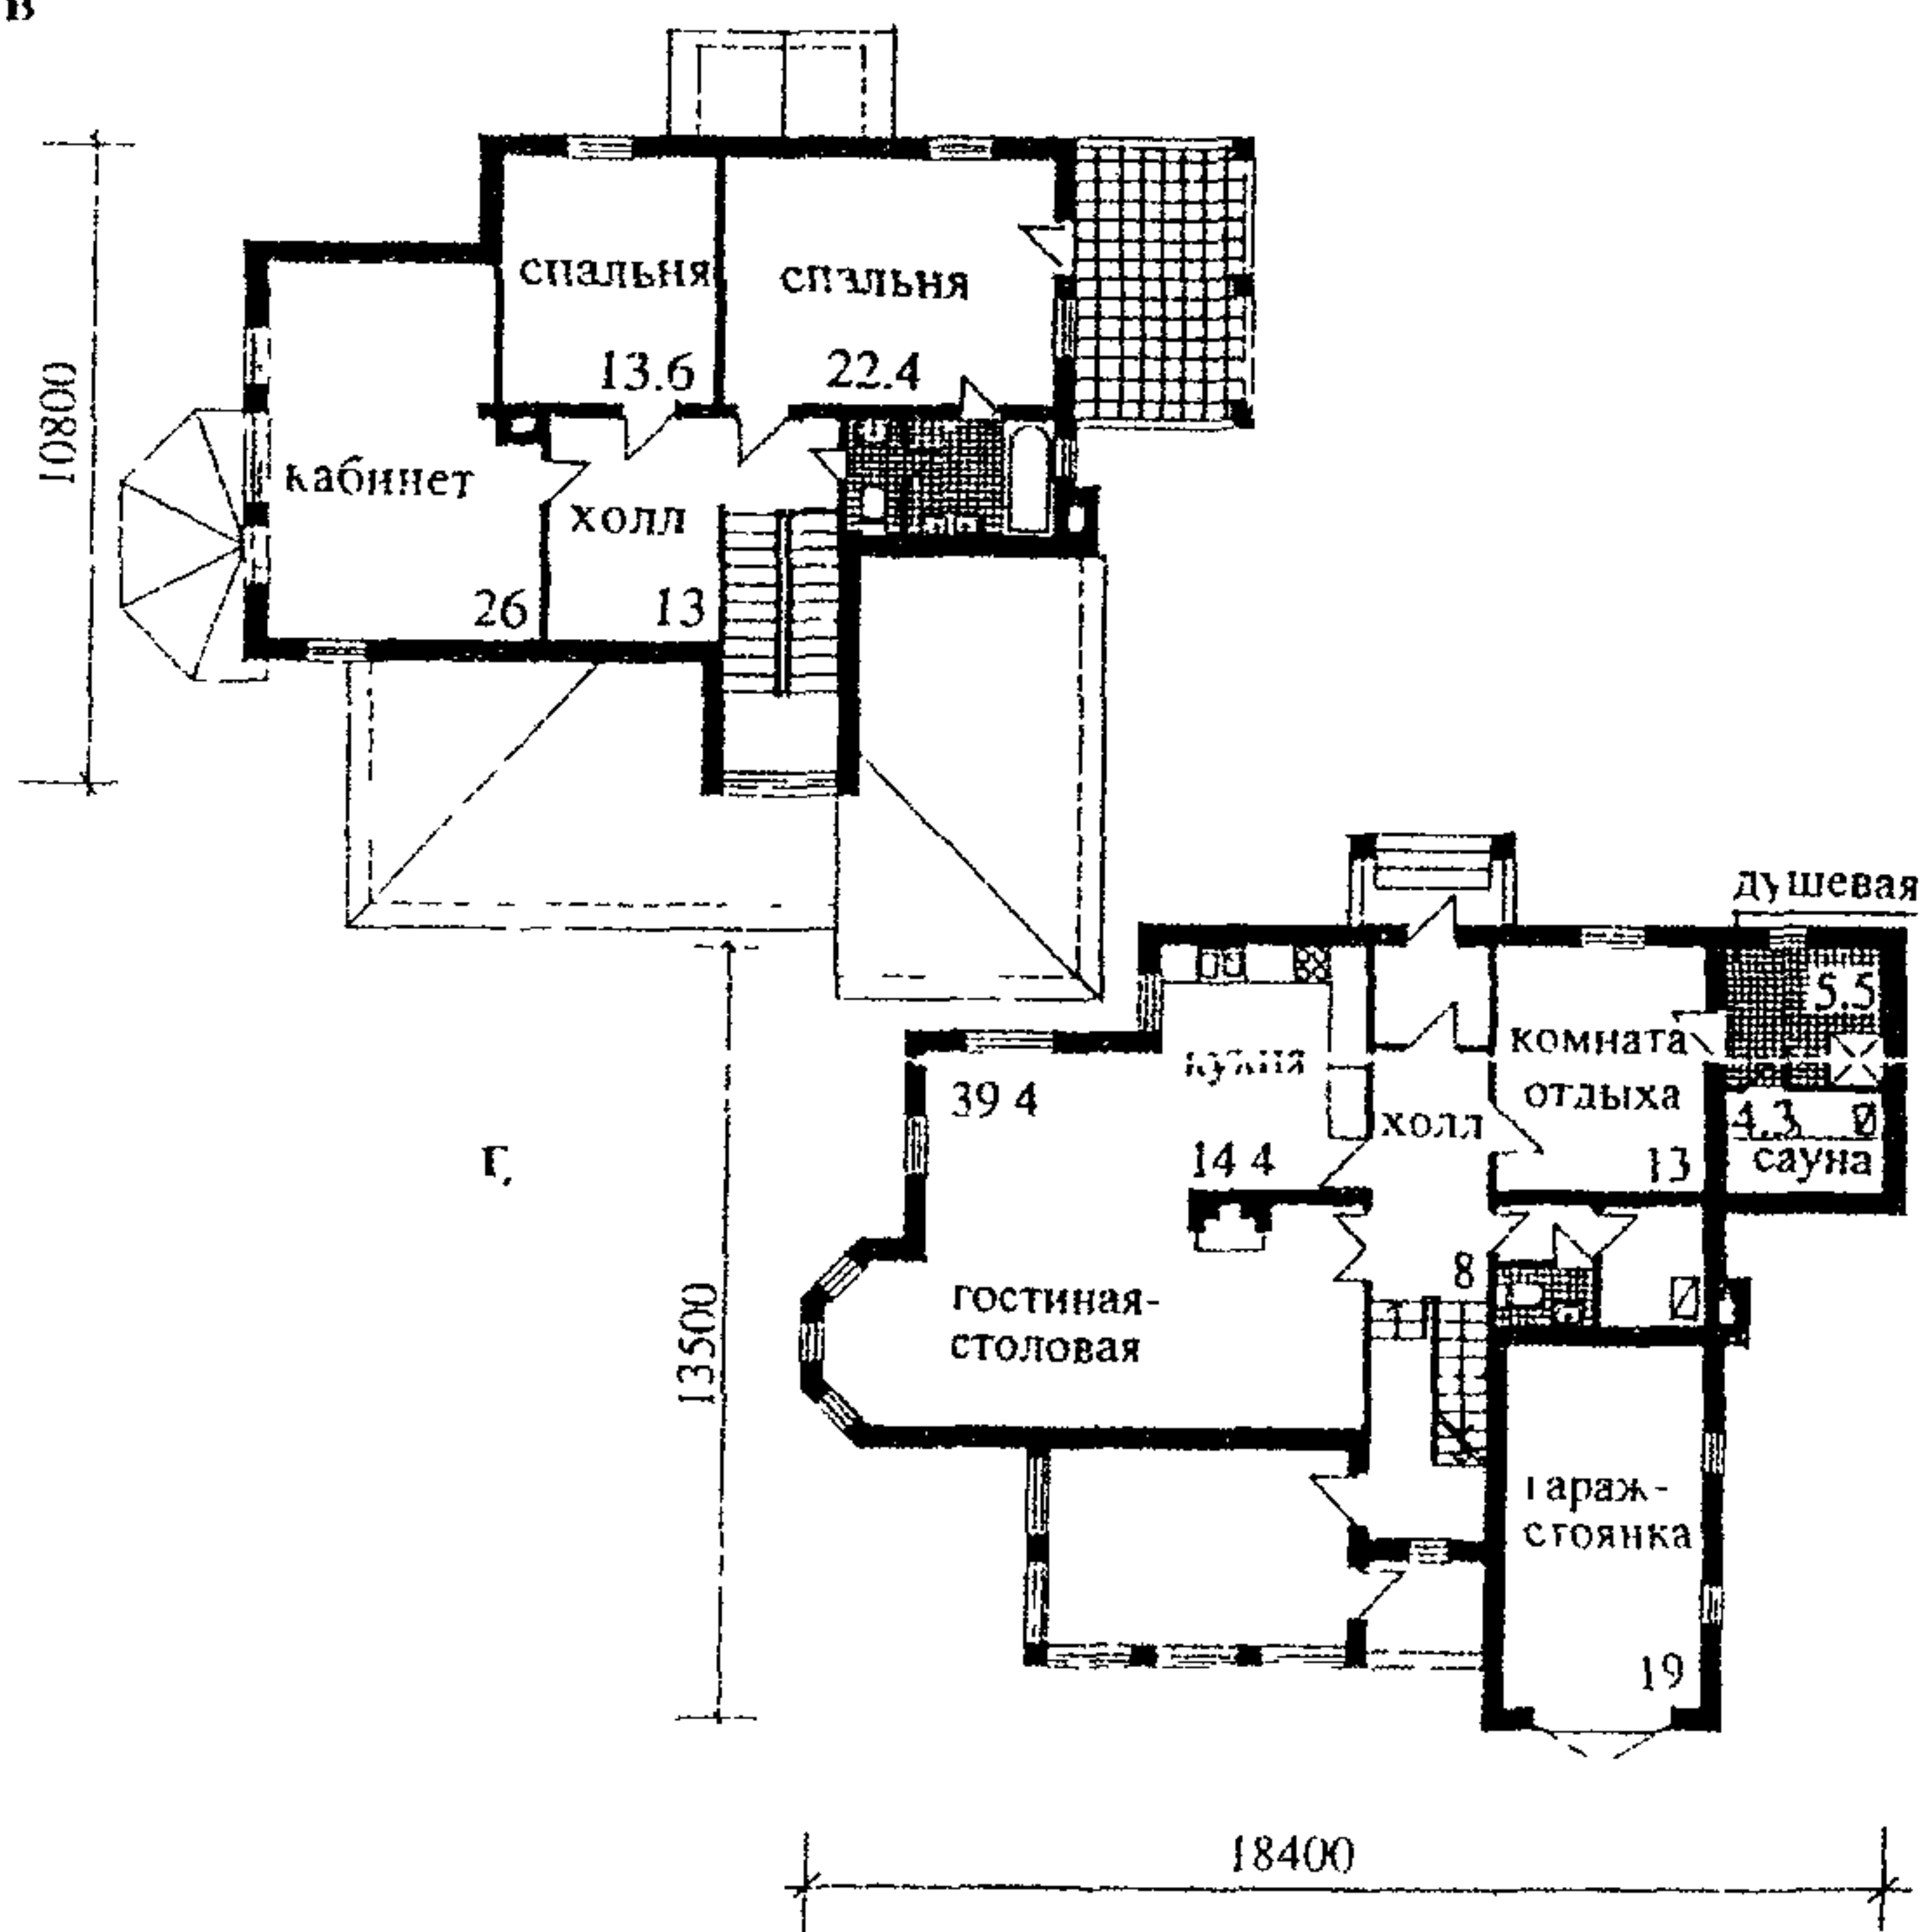 в
спальня
спальня
13.6
22.4
10800
кабинет
холл
26
13
душевая
5.5
кухня
комната
отдыха
39 4
холл
4.3
14 4
13
сауна
г,
8
гостиная-
столовая
13500
гараж-
стоянка
19
18400